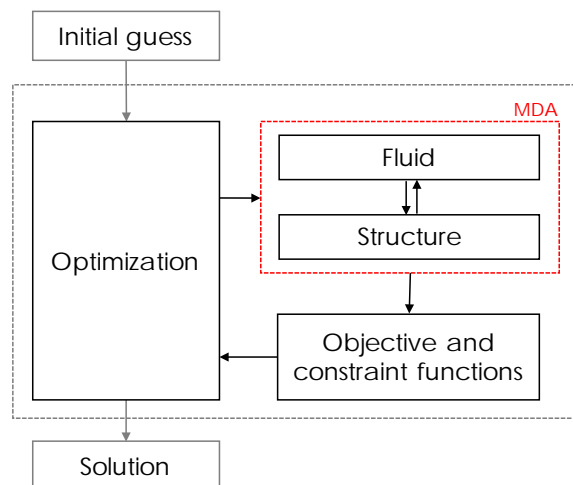 Initial guess
MDA
Fluid
Structure
Optimization
Objective and
constraint functions
Solution